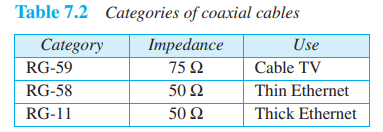 Table 7.2 Categories of coaxial cables
Category Impedance Use
RG-59 75 Ω Cable TV
RG-58 50 Ω Thin Ethernet
RG-11 50 Ω Thick Ethernet